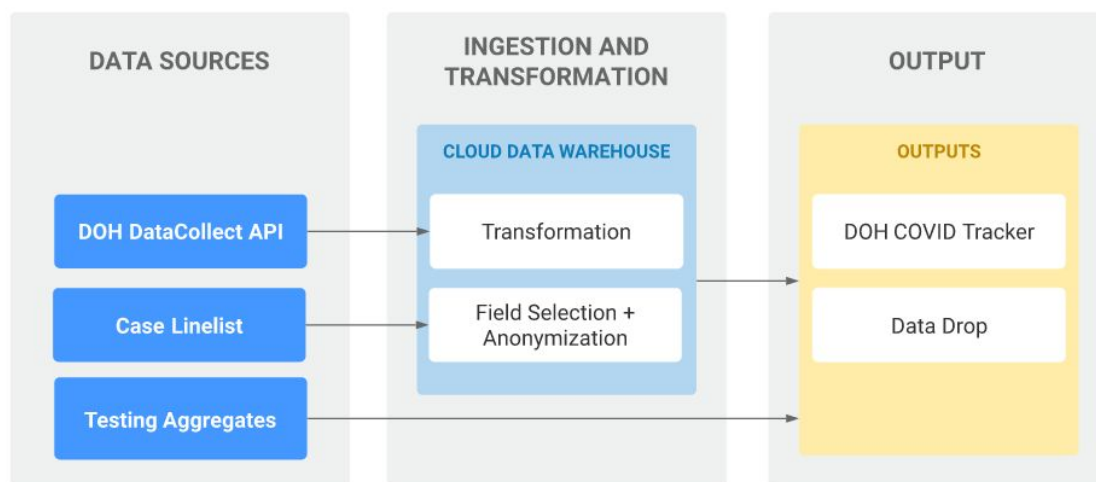 DATA SOURCES
DOH DataCollect API
Case Linelist
Testing Aggregates
INGESTION AND
TRANSFORMATION
CLOUD DATA WAREHOUSE
Transformation
Field Selection +
Anonymization
OUTPUT
OUTPUTS
DOH COVID Tracker
Data Drop